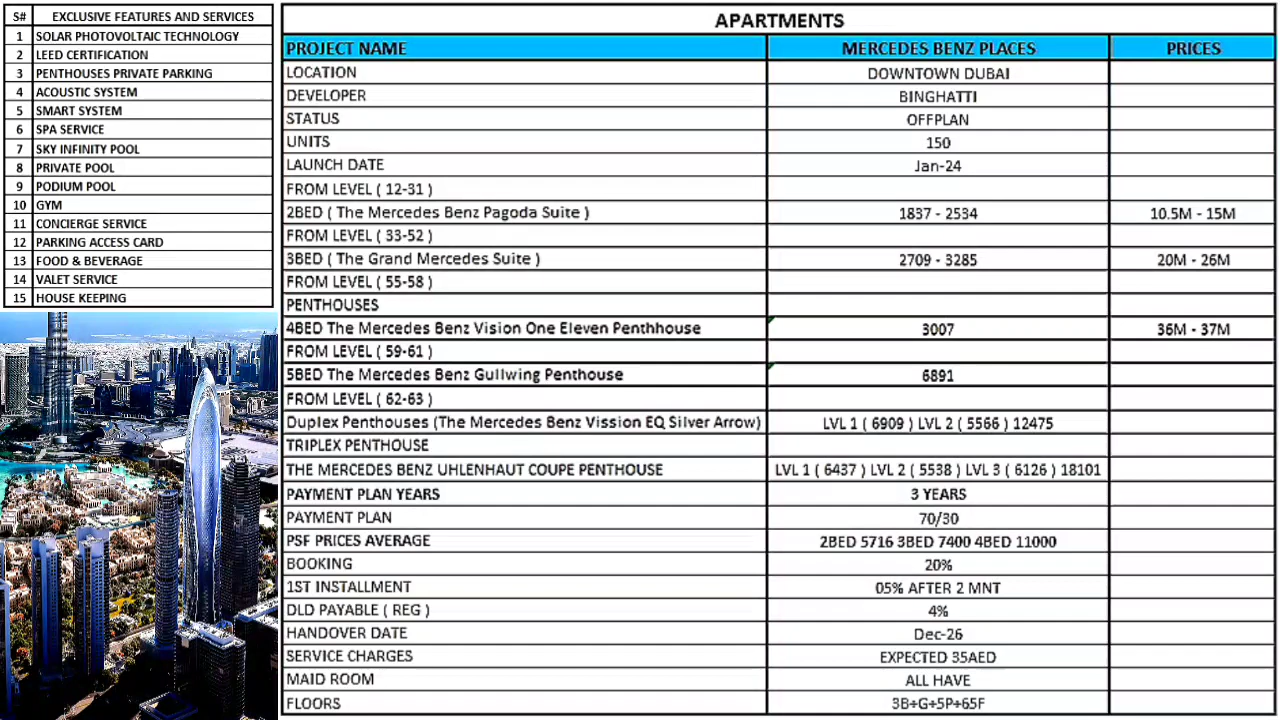 S# EXCLUSIVE FEATURES AND SERVICES
1 SOLAR PHOTOVOLTAIC TECHNOLOGY
2 LEED CERTIFICATION
3 PENTHOUSES PRIVATE PARKING
4 ACOUSTIC SYSTEM
5 SMART SYSTEM
6 SPA SERVICE
7 SKY INFINITY POOL
8 PRIVATE POOL
9 PODIUM POOL
10 GYM
11 CONCIERGE SERVICE
12 PARKING ACCESS CARD
13 FOOD & BEVERAGE
14 VALET SERVICE
15 HOUSE KEEPING
APARTMENTS
PROJECT NAME MERCEDES BENZ PLACES PRICES
LOCATION DOWNTOWN DUBAI
DEVELOPER BINGHATTI
STATUS OFFPLAN
UNITS 150
LAUNCH DATE Jan-24
FROM LEVEL ( 12-31 )
2BED ( The Mercedes Benz Pagoda Suite ) 1837 - 2534 10.5M - 15M
FROM LEVEL ( 33-52 )
3BED ( The Grand Mercedes Suite ) 2709 - 3285 20M - 26M
FROM LEVEL ( 55-58 )
PENTHOUSES
4BED The Mercedes Benz Vision One Eleven Penthhouse 3007 36M - 37M
FROM LEVEL ( 59-61 )
5BED The Mercedes Benz Gullwing Penthouse 6891
FROM LEVEL ( 62-63 )
Duplex Penthouses (The Mercedes Benz Vission EQ Silver Arrow) LVL 1 ( 6909 ) LVL 2 ( 5566 ) 12475
TRIPLEX PENTHOUSE
THE MERCEDES BENZ UHLENHAUT COUPE PENTHOUSE LVL 1 ( 6437 ) LVL 2 ( 5538 ) LVL 3 ( 6126 ) 18101
PAYMENT PLAN YEARS 3 YEARS
PAYMENT PLAN 70/30
PSF PRICES AVERAGE 2BED 5716 3BED 7400 4BED 11000
BOOKING 20%
1ST INSTALLMENT 05% AFTER 2 MNT
DLD PAYABLE ( REG ) 4%
HANDOVER DATE Dec-26
SERVICE CHARGES EXPECTED 35AED
MAID ROOM ALL HAVE
FLOORS 3B+G+5P+65F